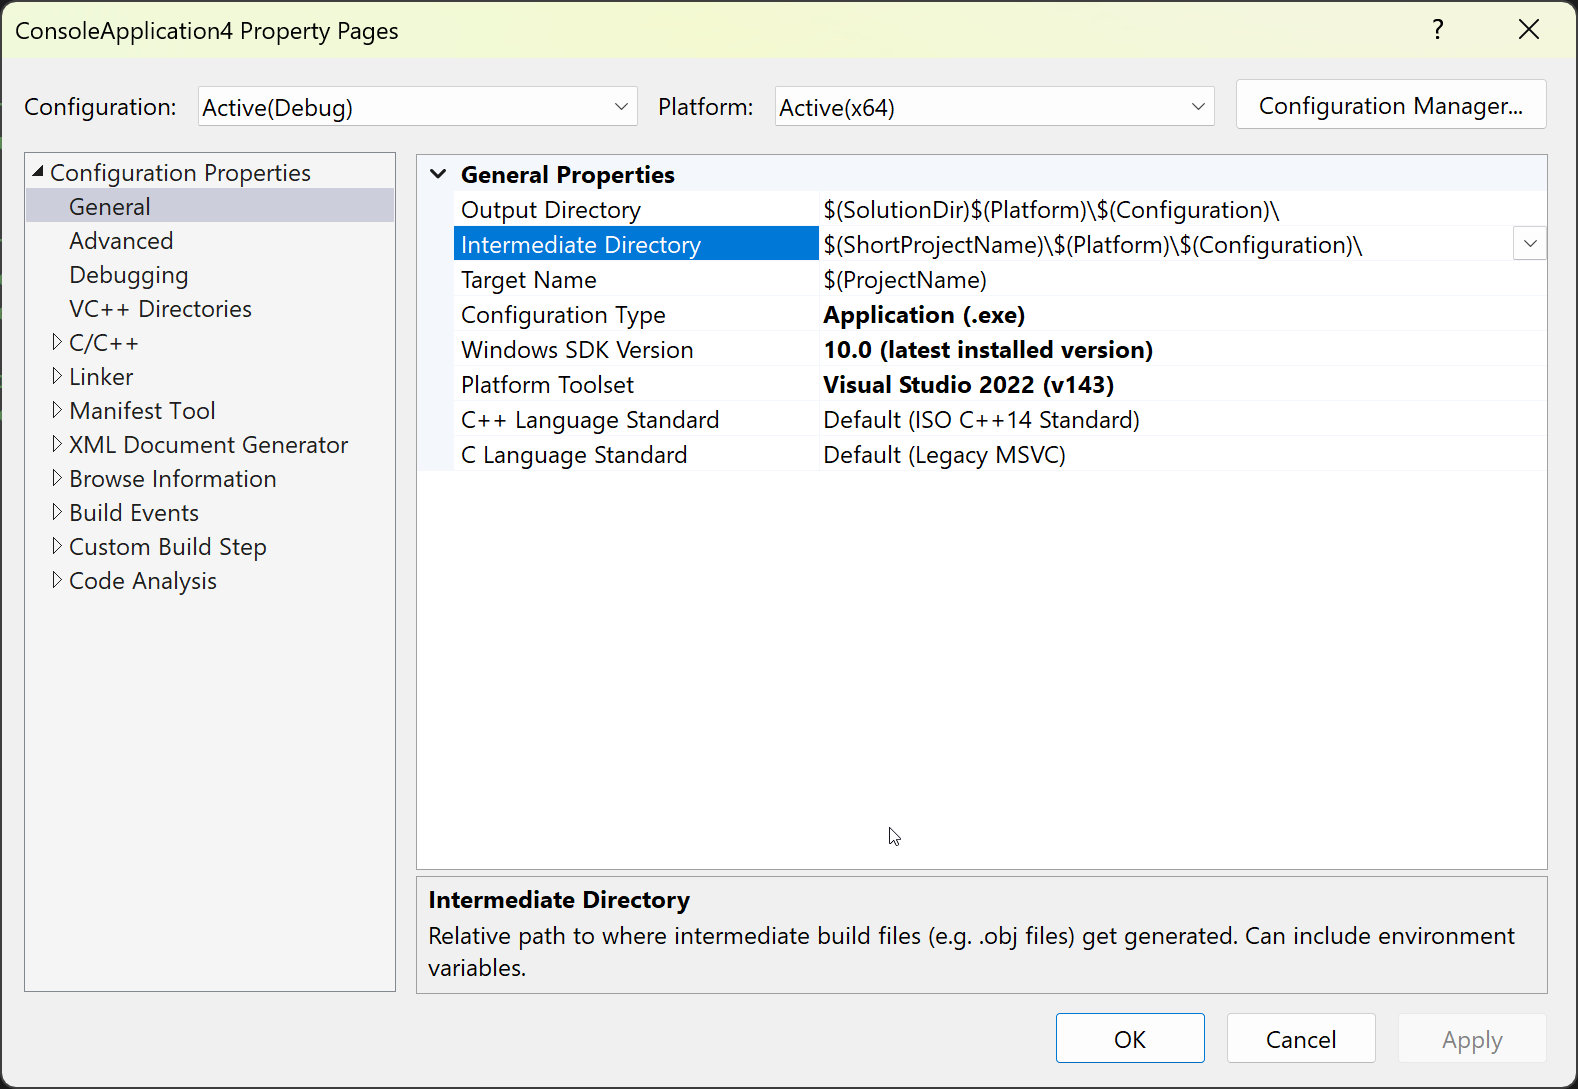 ConsoleApplication4 Property Pages
?
Configuration: Active(Debug) Platform: Active(x64) Configuration Manager...
Configuration Properties
General
Advanced
Debugging
VC++ Directories
C/C++
Linker
Manifest Tool
XML Document Generator
Browse Information
Build Events
Custom Build Step
Code Analysis
General Properties
Output Directory $(SolutionDir)$(Platform)\$(Configuration)\
Intermediate Directory $(ShortProjectName)\$(Platform)\$(Configuration)\
Target Name $(ProjectName)
Configuration Type Application (.exe)
Windows SDK Version 10.0 (latest installed version)
Platform Toolset Visual Studio 2022 (v143)
C++ Language Standard Default (ISO C++14 Standard)
C Language Standard Default (Legacy MSVC)
Intermediate Directory
Relative path to where intermediate build files (e.g. .obj files) get generated. Can include environment
variables.
OK Cancel Apply